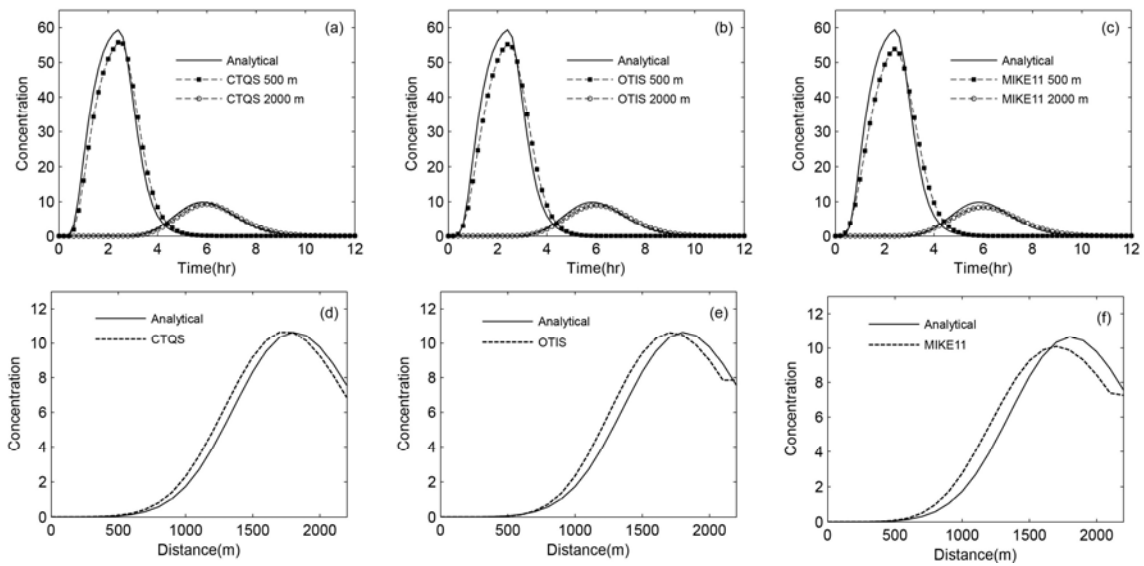 (a)
Analytical
CTQS 500 m
CTQS 2000 m
Concentration
60
50
40
30
20
10
0
0 2 4 6 8 10 12
Time(hr)
(b)
Analytical
OTIS 500 m
OTIS 2000 m
Concentration
60
50
40
30
20
10
0
0 2 4 6 8 10 12
Time(hr)
(c)
Analytical
MIKE11 500 m
MIKE11 2000 m
Concentration
60
50
40
30
20
10
0
0 2 4 6 8 10 12
Time(hr)
(d)
Analytical
CTQS
Concentration
12
10
8
6
4
2
0
0 500 1000 1500 2000
Distance(m)
(e)
Analytical
OTIS
Concentration
12
10
8
6
4
2
0
0 500 1000 1500 2000
Distance(m)
(f)
Analytical
MIKE11
Concentration
12
10
8
6
4
2
0
0 500 1000 1500 2000
Distance(m)